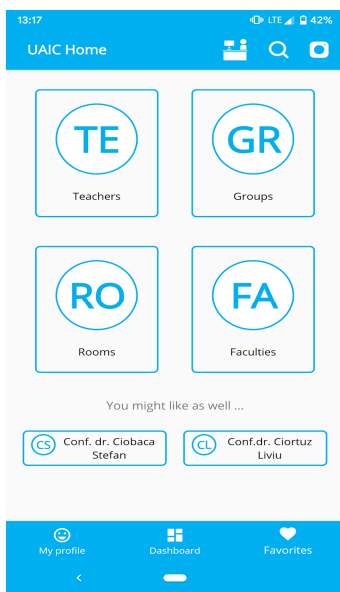 13:17 LTE 42%
UAIC Home
TE GR
Teachers Groups
RO FA
Rooms Faculties
You might like as well ...
CS Conf. dr. Ciobaca Stefan
CL Conf.dr. Ciortuz Liviu
My profile Dashboard Favorites